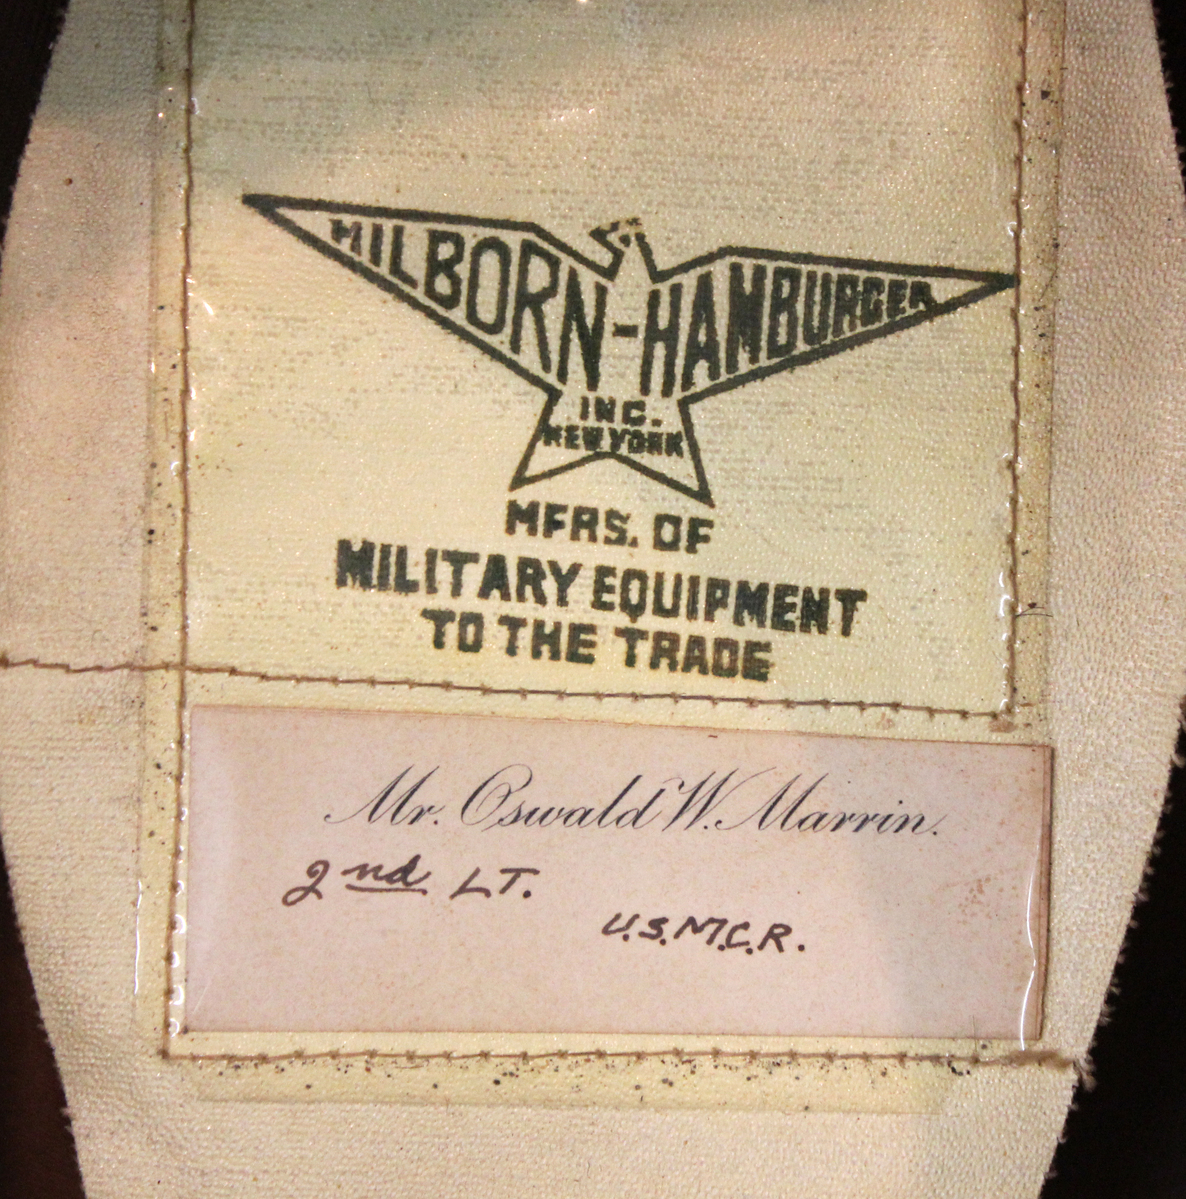 HILBORN-HAMBURGER
INC.
NEW YORK
MFRS. OF
MILITARY EQUIPMENT
TO THE TRADE
Mr. Oswald W. Marrin.
2nd LT.
U.S.M.C.R.